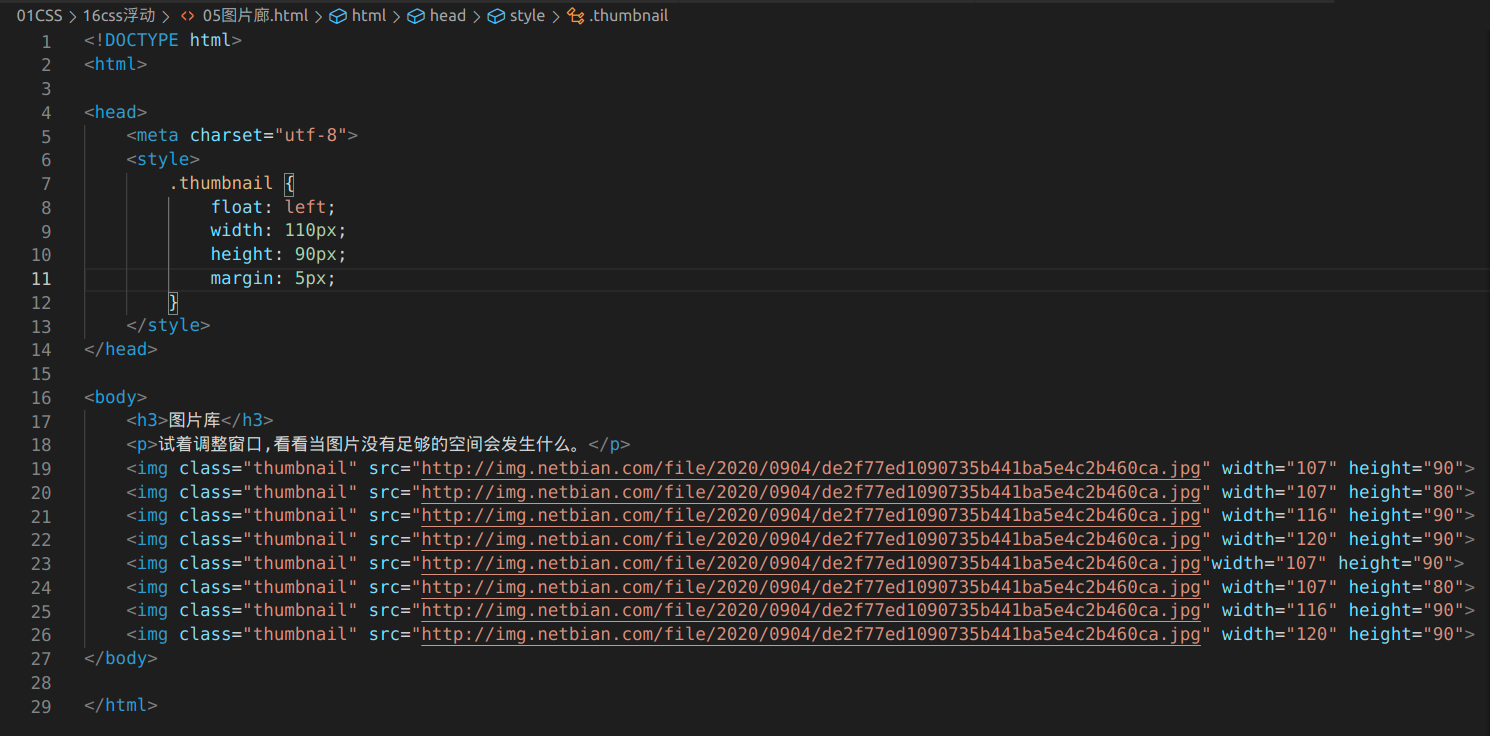 01CSS > 16css浮动 > <> 05图片廊.html > html > head > style > .thumbnail
1 <!DOCTYPE html>
2 <html>
3
4 <head>
5 <meta charset="utf-8">
6 <style>
7 .thumbnail {
8 float: left;
9 width: 110px;
10 height: 90px;
11 margin: 5px;
12 }
13 </style>
14 </head>
15
16 <body>
17 <h3>图片库</h3>
18 <p>试着调整窗口,看看当图片没有足够的空间会发生什么。</p>
19 <img class="thumbnail" src="http://img.netbian.com/file/2020/0904/de2f77ed1090735b441ba5e4c2b460ca.jpg" width="107" height="90">
20 <img class="thumbnail" src="http://img.netbian.com/file/2020/0904/de2f77ed1090735b441ba5e4c2b460ca.jpg" width="107" height="80">
21 <img class="thumbnail" src="http://img.netbian.com/file/2020/0904/de2f77ed1090735b441ba5e4c2b460ca.jpg" width="116" height="90">
22 <img class="thumbnail" src="http://img.netbian.com/file/2020/0904/de2f77ed1090735b441ba5e4c2b460ca.jpg" width="120" height="90">
23 <img class="thumbnail" src="http://img.netbian.com/file/2020/0904/de2f77ed1090735b441ba5e4c2b460ca.jpg"width="107" height="90">
24 <img class="thumbnail" src="http://img.netbian.com/file/2020/0904/de2f77ed1090735b441ba5e4c2b460ca.jpg" width="107" height="80">
25 <img class="thumbnail" src="http://img.netbian.com/file/2020/0904/de2f77ed1090735b441ba5e4c2b460ca.jpg" width="116" height="90">
26 <img class="thumbnail" src="http://img.netbian.com/file/2020/0904/de2f77ed1090735b441ba5e4c2b460ca.jpg" width="120" height="90">
27 </body>
28
29 </html>